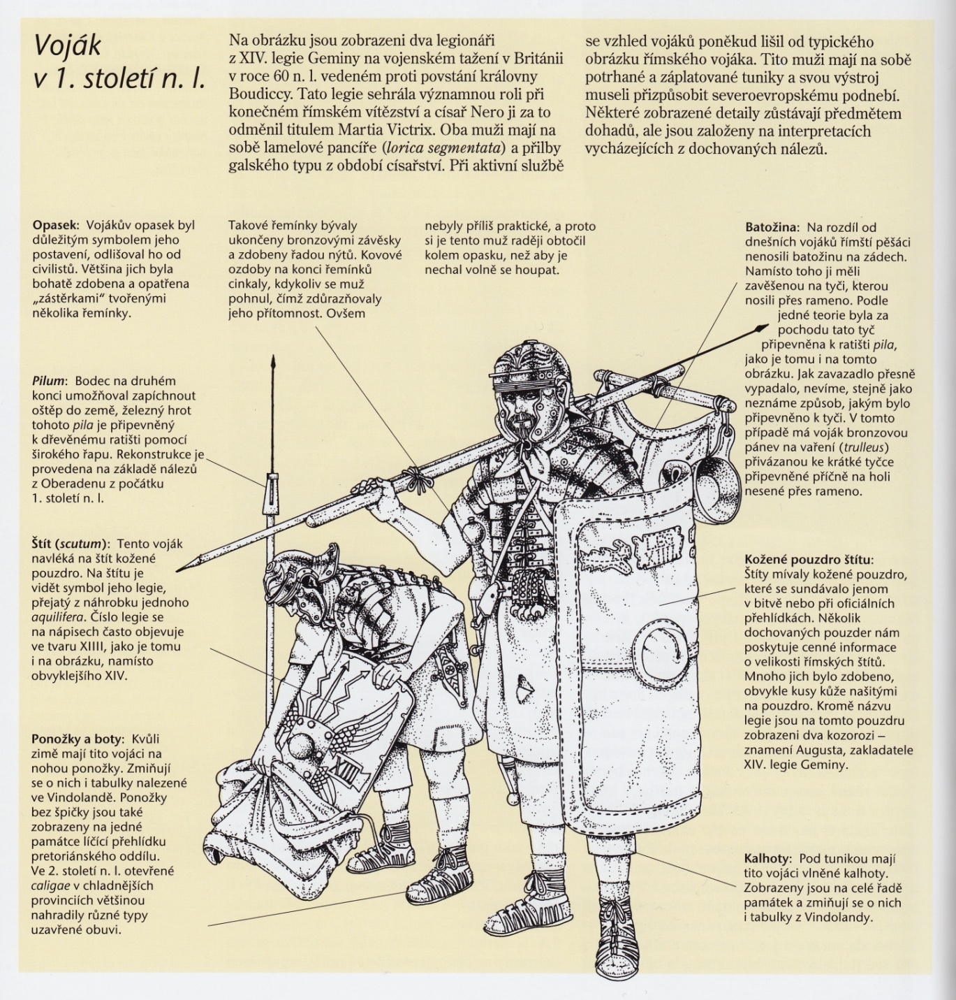 Voják
v 1. století n. l.
Na obrázku jsou zobrazeni dva legionáři
z XIV. legie Geminy na vojenském tažení v Británii
v roce 60 n. l. vedeném proti povstání královny
Boudiccy. Tato legie sehrála významnou roli při
konečném římském vítězství a císař Nero ji za to
odměnil titulem Martia Victrix. Oba muži mají na
sobě lamelové pancíře (lorica segmentata) a přilby
galského typu z období císařství. Při aktivní službě
se vzhled vojáků poněkud lišil od typického
obrázku římského vojáka. Tito muži mají na sobě
potrhané a záplatované tuniky a svou výstroj
museli přizpůsobit severoevropskému podnebí.
Některé zobrazené detaily zůstávají předmětem
dohadů, ale jsou založeny na interpretacích
vycházejících z dochovaných nálezů.
Opasek: Vojákův opasek byl
důležitým symbolem jeho
postavení, odlišoval ho od
civilistů. Většina jich byla
bohatě zdobena a opatřena
„zástěrkami“ tvořenými
několika řemínky.
Takové řemínky bývaly
ukončeny bronzovými závěsky
a zdobeny řadou nýtů. Kovové
ozdoby na konci řemínků
cinkaly, kdykoliv se muž
pohnul, čímž zdůrazňovaly
jeho přítomnost. Ovšem
nebyly příliš praktické, a proto
si je tento muž raději obtočil
kolem opasku, než aby je
nechal volně se houpat.
Pilum: Bodec na druhém
konci umožňoval zapíchnout
oštěp do země, železný hrot
tohoto pila je připevněný
k dřevěnému ratišti pomocí
širokého řapu. Rekonstrukce je
provedena na základě nálezů
z Oberadenu z počátku
1. století n. l.
Štít (scutum): Tento voják
navléká na štít kožené
pouzdro. Na štítu je
vidět symbol jeho legie,
přejatý z náhrobku jednoho
aquilifera. Číslo legie se
na nápisech často objevuje
ve tvaru XIIII, jako je tomu
i na obrázku, namísto
obvyklejšího XIV.
Ponožky a boty: Kvůli
zimě mají tito vojáci na
nohou ponožky. Zmiňují
se o nich i tabulky nalezené
ve Vindolandě. Ponožky
bez špičky jsou také
zobrazeny na jedné
památce líčící přehlídku
pretoriánského oddílu.
Ve 2. století n. l. otevřené
caligae v chladnějších
provinciích většinou
nahradily různé typy
uzavřené obuvi.
Batožina: Na rozdíl od
dnešních vojáků římští pěšáci
nenosili batožinu na zádech.
Namísto toho ji měli
zavěšenou na tyči, kterou
nosili přes rameno. Podle
jedné teorie byla za
pochodu tato tyč
připevněna k ratišti pila,
jako je tomu i na tomto
obrázku. Jak zavazadlo přesně
vypadalo, nevíme, stejně jako
neznáme způsob, jakým bylo
připevněno k tyči. V tomto
případě má voják bronzovou
pánev na vaření (trulleus)
přivázanou ke krátké tyčce
připevněné příčně na holi
nesené přes rameno.
Kožené pouzdro štítu:
Štíty mívaly kožené pouzdro,
které se sundávalo jenom
v bitvě nebo při oficiálních
přehlídkách. Několik
dochovaných pouzder nám
poskytuje cenné informace
o velikosti římských štítů.
Mnoho jich bylo zdobeno,
obvykle kusy kůže našitými
na pouzdro. Kromě názvu
legie jsou na tomto pouzdru
zobrazeni dva kozorozi –
znamení Augusta, zakladatele
XIV. legie Geminy.
Kalhoty: Pod tunikou mají
tito vojáci vlněné kalhoty.
Zobrazeny jsou na celé řadě
památek a zmiňují se o nich
i tabulky z Vindolandy.
XIIII